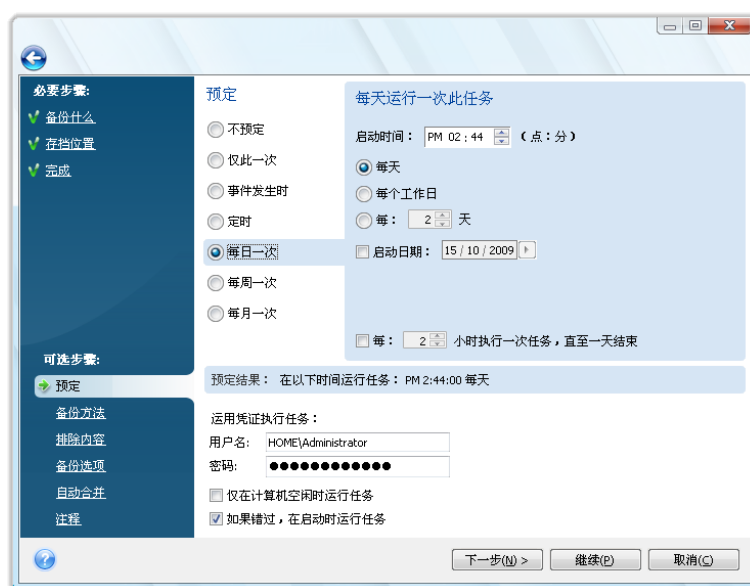 必要步骤:
备份什么
存档位置
完成
可选步骤:
预定
备份方法
排除内容
备份选项
自动合并
注释
预定
不预定
仅此一次
事件发生时
定时
每日一次
每周一次
每月一次
每天运行一次此任务
启动时间： PM 02 : 44 （点：分）
每天
每个工作日
每： 2 天
启动日期： 15 / 10 / 2009
每： 2 小时执行一次任务，直至一天结束
预定结果： 在以下时间运行任务： PM 2:44:00 每天
运用凭证执行任务：
用户名: HOME\Administrator
密码: ●●●●●●●●●●●●
仅在计算机空闲时运行任务
如果错过，在启动时运行任务
下一步(N) > 继续(P) 取消(C)